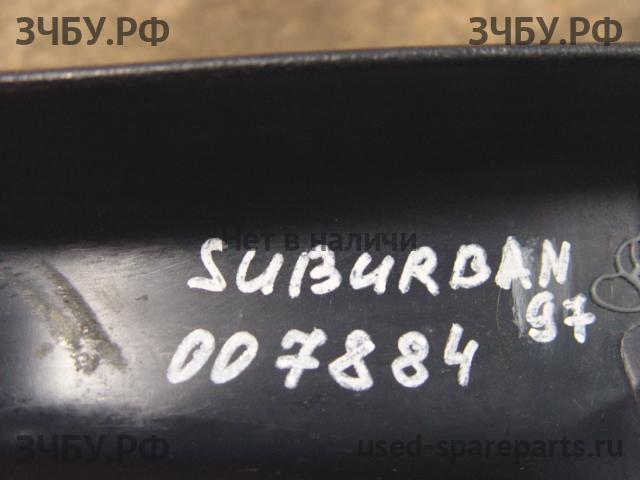 ЗЧБУ.РФ ЗЧБУ.РФ
Нет в наличии
SUBURBAN
97
007884
ЗЧБУ.РФ used-spareparts.ru